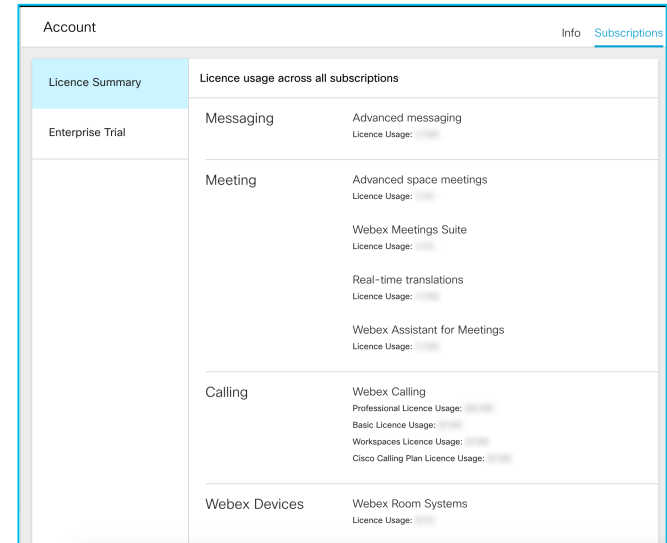 Account
Info Subscriptions
Licence Summary
Enterprise Trial
Licence usage across all subscriptions
Messaging
Advanced messaging
Licence Usage:
Meeting
Advanced space meetings
Licence Usage:
Webex Meetings Suite
Licence Usage:
Real-time translations
Licence Usage:
Webex Assistant for Meetings
Licence Usage:
Calling
Webex Calling
Professional Licence Usage:
Basic Licence Usage:
Workspaces Licence Usage:
Cisco Calling Plan Licence Usage:
Webex Devices
Webex Room Systems
Licence Usage: